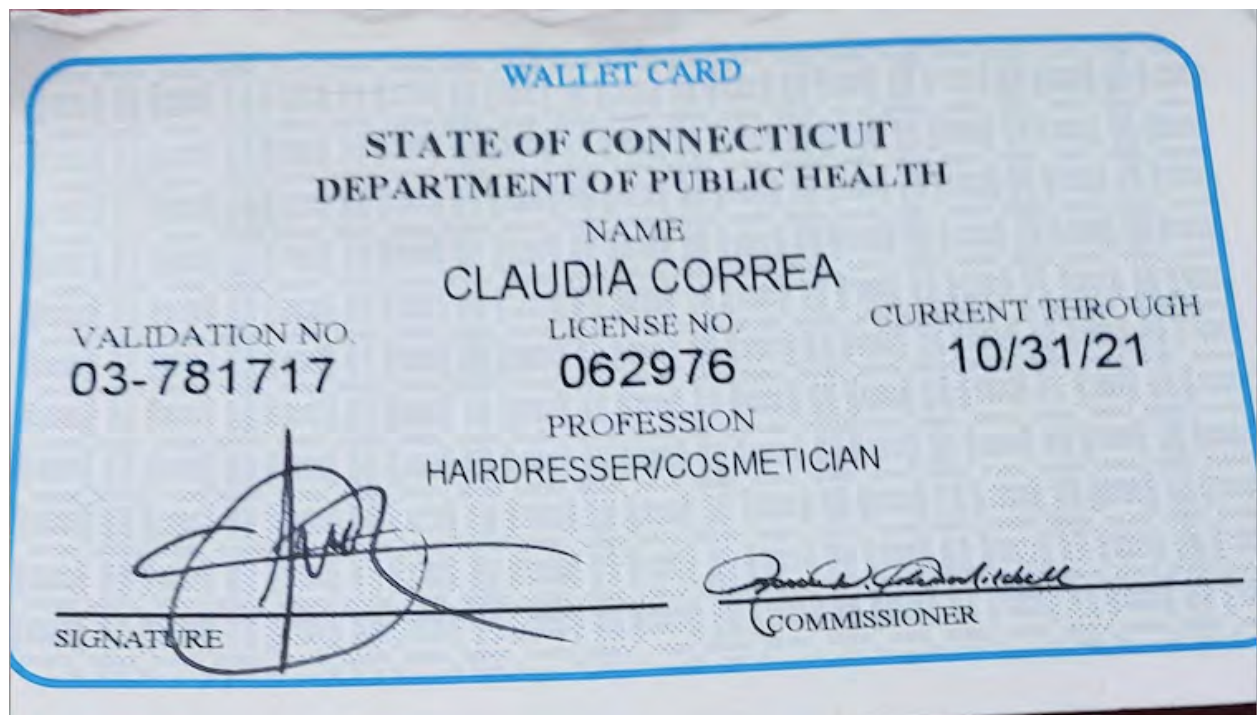 WALLET CARD
STATE OF CONNECTICUT
DEPARTMENT OF PUBLIC HEALTH
NAME
CLAUDIA CORREA
VALIDATION NO. LICENSE NO. CURRENT THROUGH
03-781717 062976 10/31/21
PROFESSION
HAIRDRESSER/COSMETICIAN
SIGNATURE COMMISSIONER